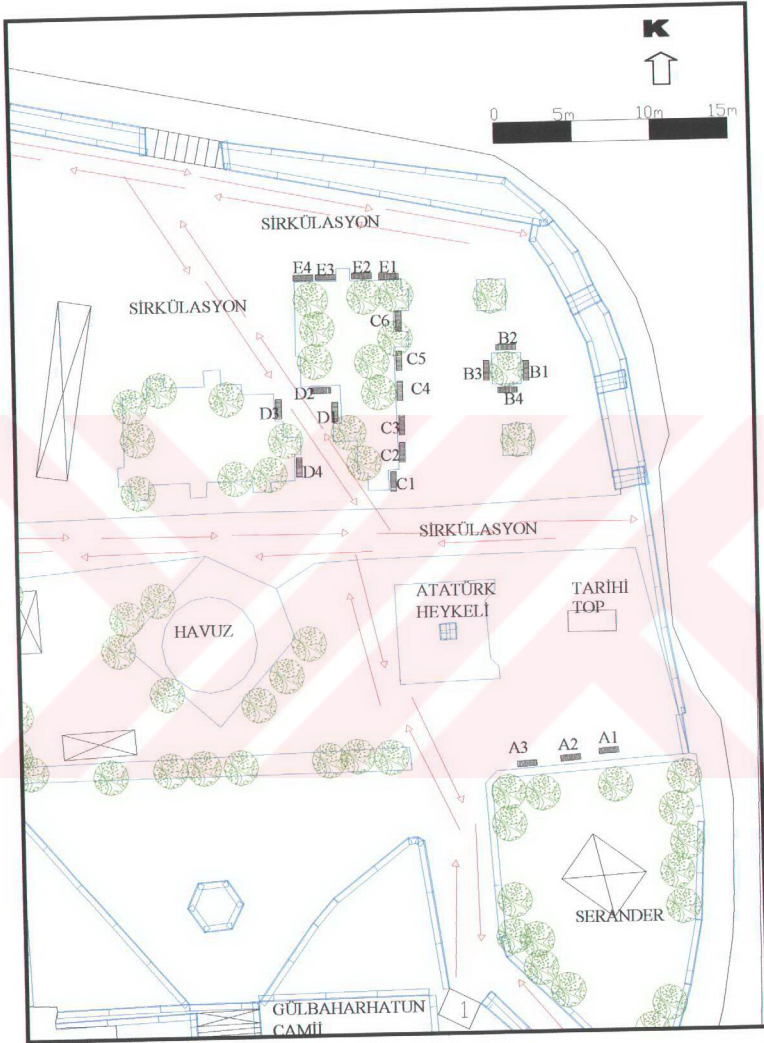 K
0 5m 10m 15m
SİRKÜLASYON
E4 E3 E2 E1
SİRKÜLASYON
C6
B2
C5
B3 B1
D2
C4
B4
D3
D1
C3
C2
D4
C1
SİRKÜLASYON
ATATÜRK
HEYKELİ
TARİHİ
TOP
HAVUZ
A3 A2 A1
SERANDER
GÜLBAHARHATUN
CAMİİ
1